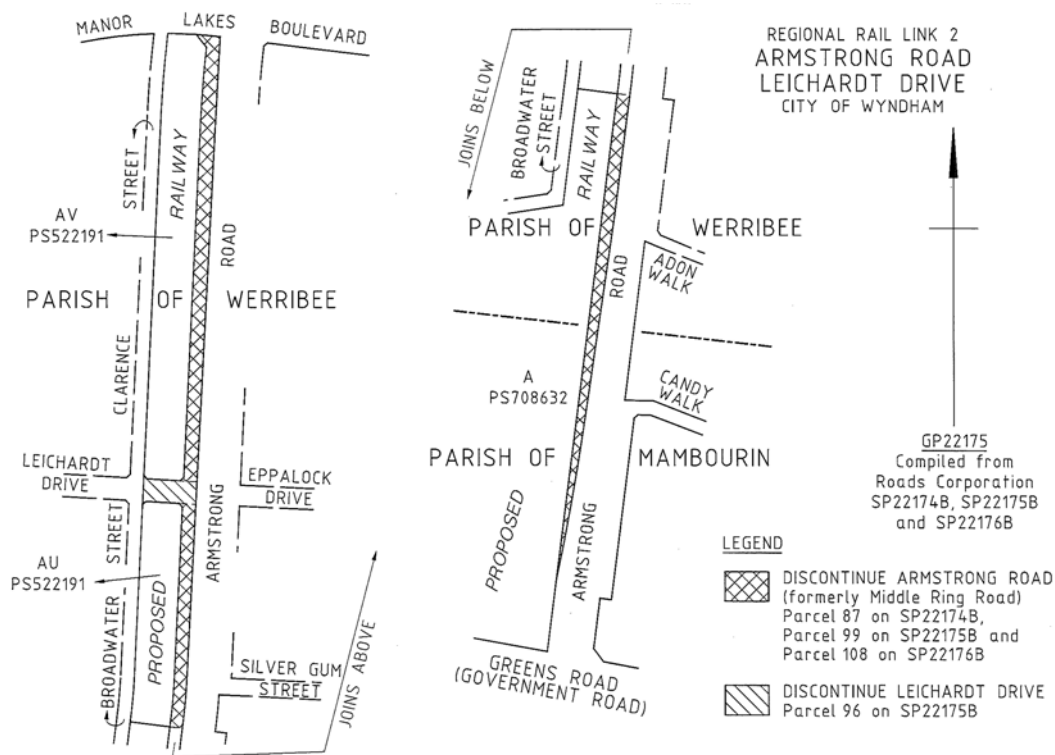 MANOR LAKES BOULEVARD
STREET
RAILWAY
AV
PS522191
ROAD
PARISH OF WERRIBEE
CLARENCE
LEICHARDT
DRIVE
EPPALOCK
DRIVE
STREET
ARMSTRONG
AU
PS522191
BROADWATER
PROPOSED
SILVER GUM
STREET
JOINS ABOVE
JOINS BELOW
BROADWATER
STREET
RAILWAY
PARISH OF WERRIBEE
ROAD
ADON
WALK
A
PS708632
CANDY
WALK
PARISH OF MAMBOURIN
PROPOSED
ARMSTRONG
GREENS ROAD
(GOVERNMENT ROAD)
REGIONAL RAIL LINK 2
ARMSTRONG ROAD
LEICHARDT DRIVE
CITY OF WYNDHAM
GP22175
Compiled from
Roads Corporation
SP22174B, SP22175B
and SP22176B
LEGEND
DISCONTINUE ARMSTRONG ROAD
(formerly Middle Ring Road)
Parcel 87 on SP22174B,
Parcel 99 on SP22175B and
Parcel 108 on SP22176B
DISCONTINUE LEICHARDT DRIVE
Parcel 96 on SP22175B